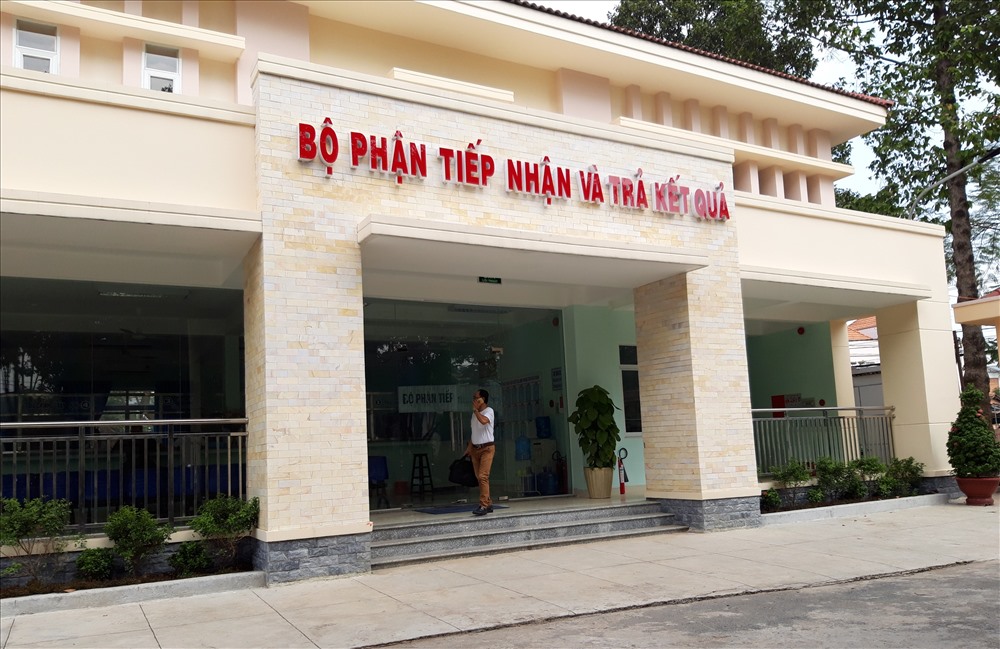 BỘ PHẬN TIẾP NHẬN VÀ TRẢ KẾT QUẢ
BỘ PHẬN TIẾP